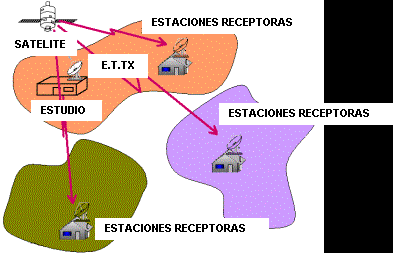 ESTACIONES RECEPTORAS
SATELITE
E.T.TX
ESTUDIO
ESTACIONES RECEPTORAS
ESTACIONES RECEPTORAS